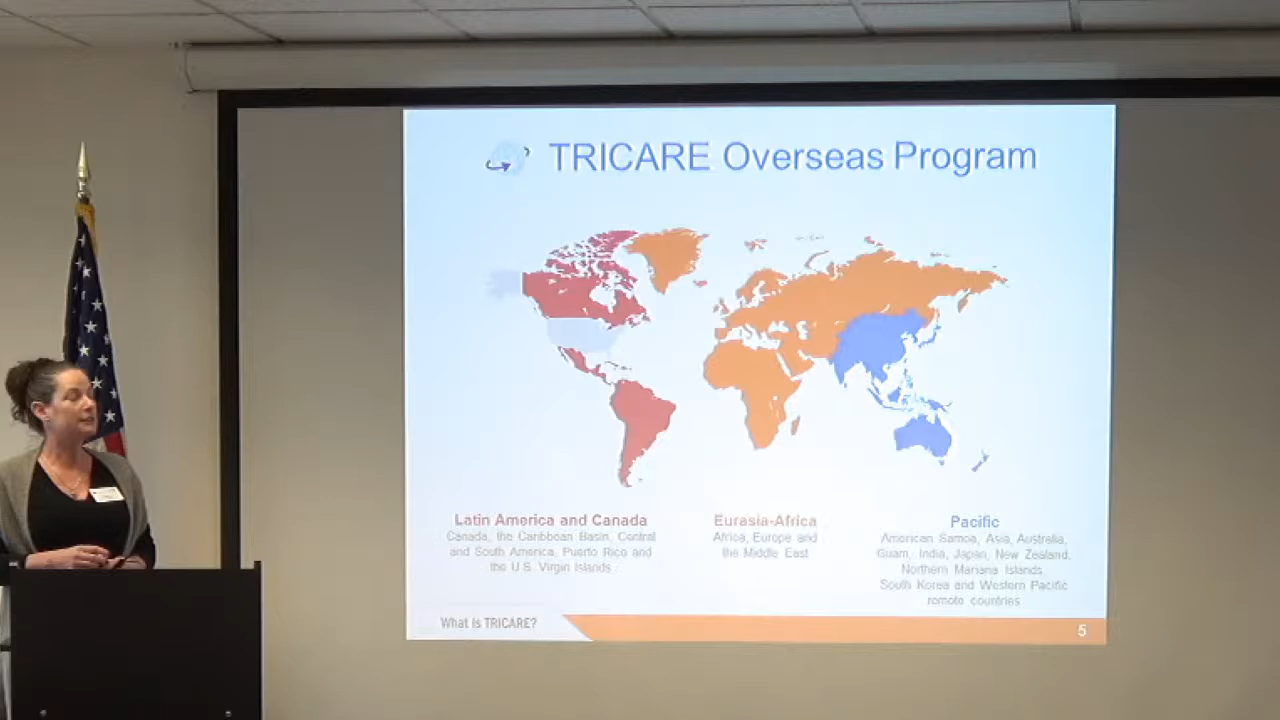 TRICARE Overseas Program
Latin America and Canada
Canada, the Caribbean Basin, Central
and South America, Puerto Rico and
the U.S. Virgin Islands
Eurasia-Africa
Africa, Europe and
the Middle East
Pacific
American Samoa, Asia, Australia,
Guam, India, Japan, New Zealand,
Northern Mariana Islands,
South Korea and Western Pacific
remote countries
What is TRICARE?
5